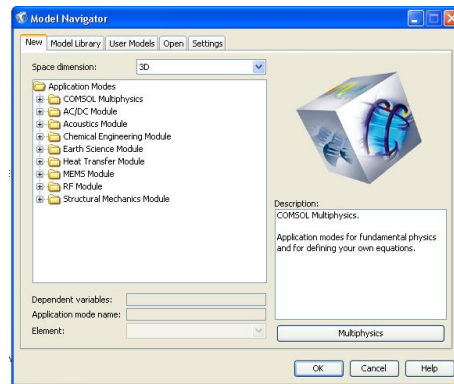 Model Navigator
New Model Library User Models Open Settings
Space dimension: 3D
Application Modes
COMSOL Multiphysics
AC/DC Module
Acoustics Module
Chemical Engineering Module
Earth Science Module
Heat Transfer Module
MEMS Module
RF Module
Structural Mechanics Module
Description:
COMSOL Multiphysics.
Application modes for fundamental physics
and for defining your own equations.
Dependent variables:
Application mode name:
Element:
Multiphysics
OK Cancel Help